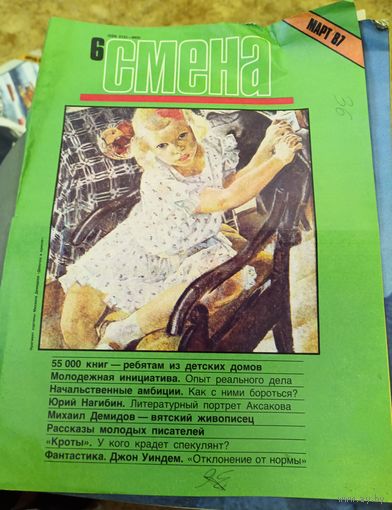 6
смена
МАРТ 87
36
55 000 книг — ребятам из детских домов
Молодежная инициатива. Опыт реального дела
Начальственные амбиции. Как с ними бороться?
Юрий Нагибин. Литературный портрет Аксакова
Михаил Демидов — вятский живописец
Рассказы молодых писателей
«Кроты». У кого крадет спекулянт?
Фантастика. Джон Уиндем. «Отклонение от нормы»